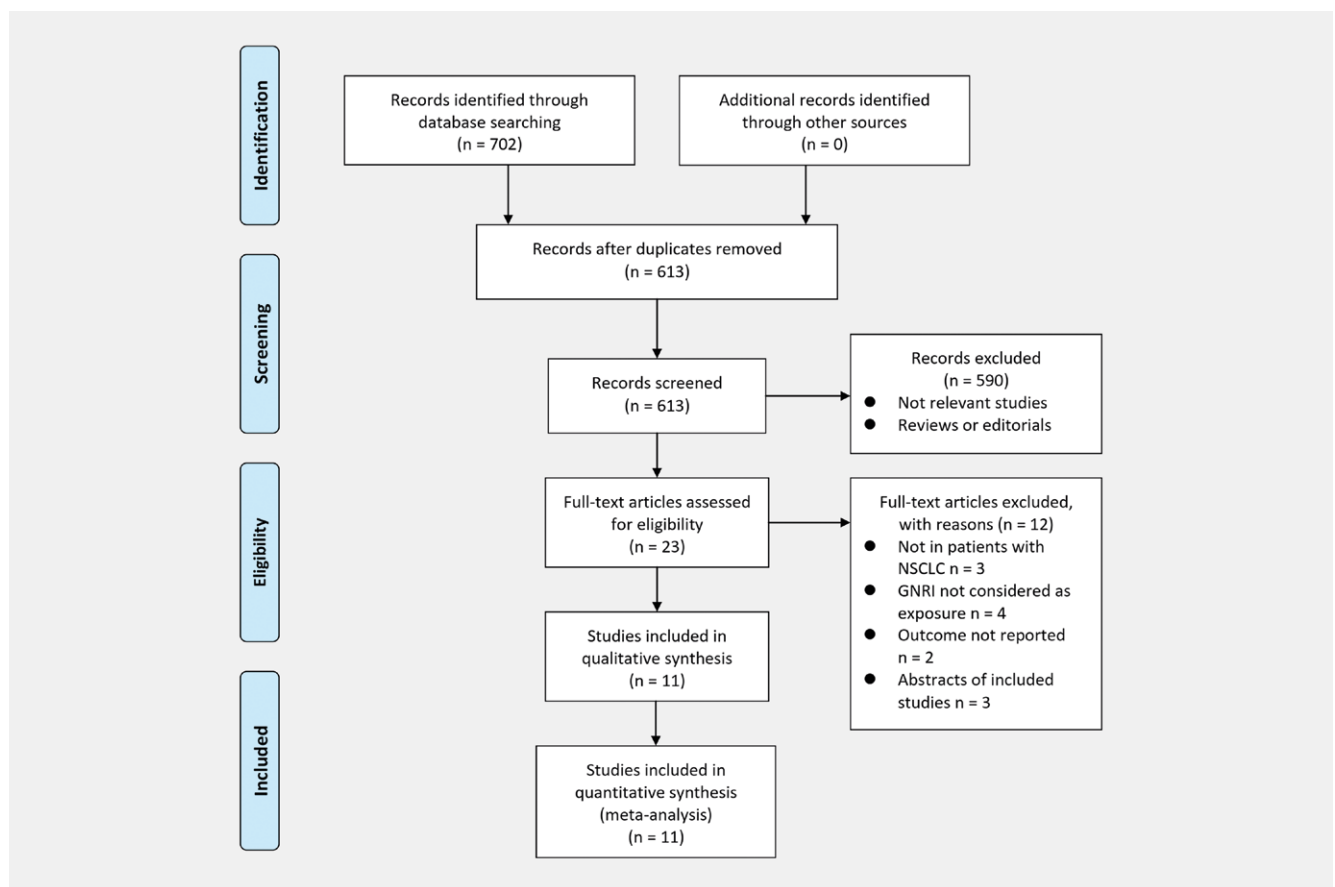 Identification
Records identified through
database searching
(n = 702)
Additional records identified
through other sources
(n = 0)
Records after duplicates removed
(n = 613)
Screening
Records screened
(n = 613)
Records excluded
(n = 590)
● Not relevant studies
● Reviews or editorials
Eligibility
Full-text articles assessed
for eligibility
(n = 23)
Full-text articles excluded,
with reasons (n = 12)
● Not in patients with
NSCLC n = 3
● GNRI not considered as
exposure n = 4
● Outcome not reported
n = 2
● Abstracts of included
studies n = 3
Studies included in
qualitative synthesis
(n = 11)
Included
Studies included in
quantitative synthesis
(meta-analysis)
(n = 11)